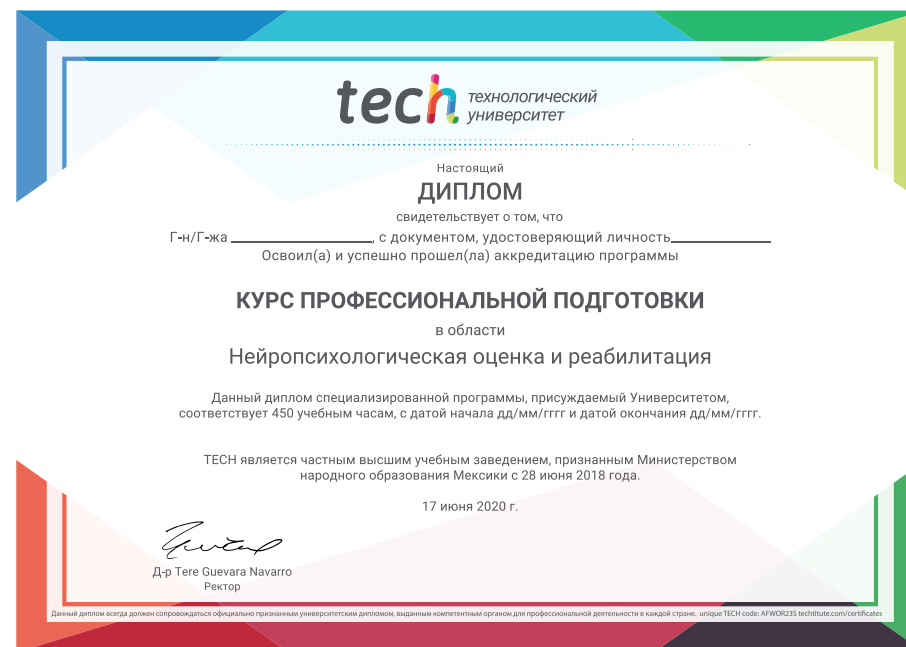 tech технологический
университет
Настоящий
ДИПЛОМ
свидетельствует о том, что
Г-н/Г-жа ____________, с документом, удостоверяющий личность____________
Освоил(а) и успешно прошел(ла) аккредитацию программы
КУРС ПРОФЕССИОНАЛЬНОЙ ПОДГОТОВКИ
в области
Нейропсихологическая оценка и реабилитация
Данный диплом специализированной программы, присуждаемый Университетом,
соответствует 450 учебным часам, с датой начала дд/мм/гггг и датой окончания дд/мм/гггг.
TECH является частным высшим учебным заведением, признанным Министерством
народного образования Мексики с 28 июня 2018 года.
17 июня 2020 г.
Д-р Tere Guevara Navarro
Ректор
Данный диплом всегда должен сопровождаться официально признанным университетским дипломом, выданным компетентным органом для профессиональной деятельности в каждой стране. unique TECH code: AFWOR23S techtitute.com/certificates